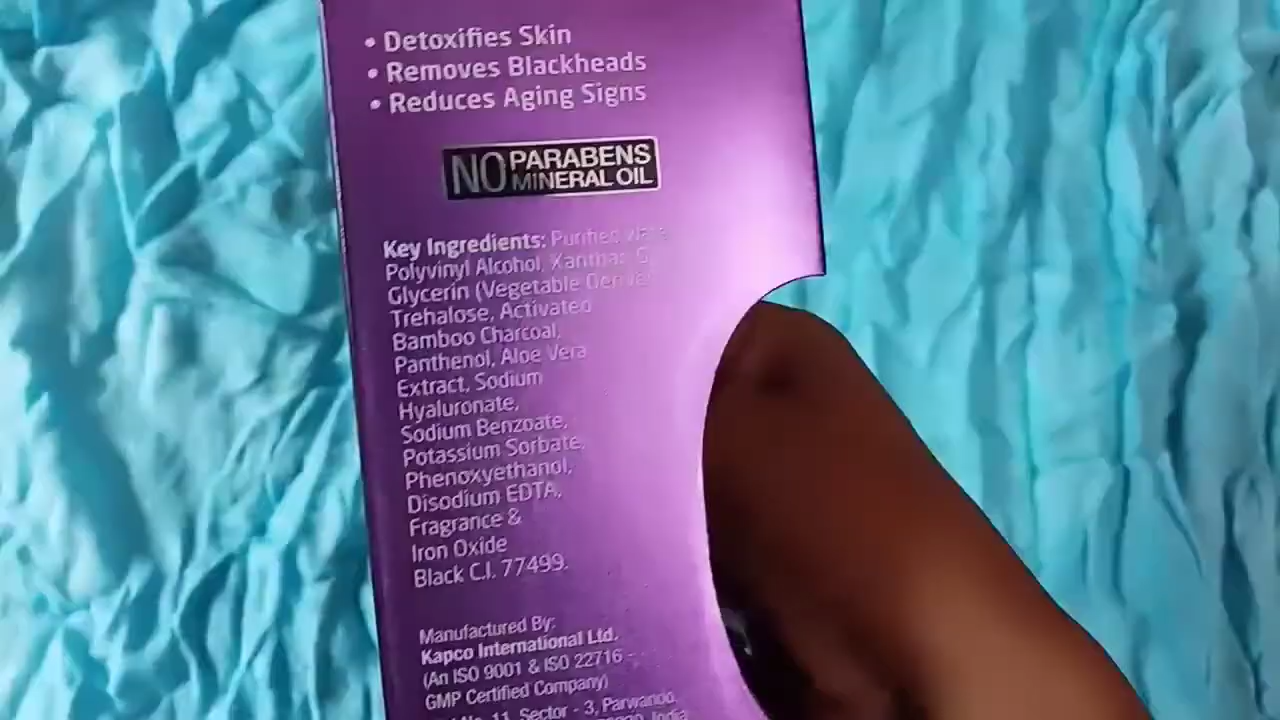 • Detoxifies Skin
• Removes Blackheads
• Reduces Aging Signs
NO PARABENS
MINERAL OIL
Key Ingredients: Purified
Polyvinyl Alcohol, Xanthan
Glycerin (Vegetable
Trehalose, Activated
Bamboo Charcoal,
Panthenol, Aloe Vera
Extract, Sodium
Hyaluronate,
Sodium Benzoate,
Potassium Sorbate,
Phenoxyethanol,
Disodium EDTA,
Fragrance &
Iron Oxide
Black C.I. 77499.
Manufactured By:
Kapco International Ltd.
(An ISO 9001 & ISO 22716 -
GMP Certified Company)
11, Sector - 3, Parwanoo
India